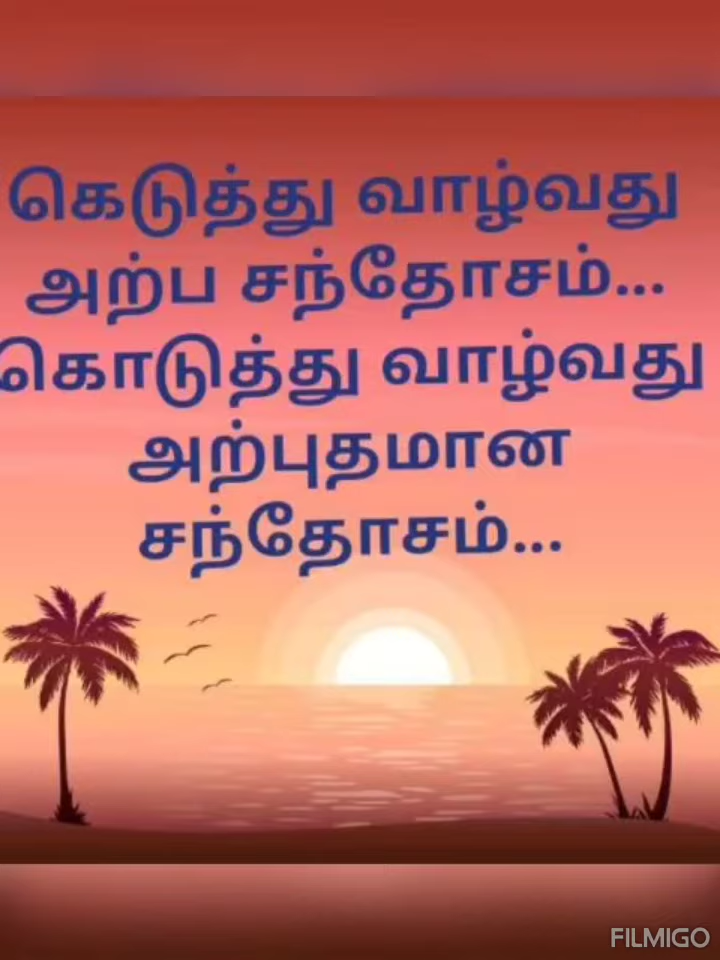 கெடுத்து வாழ்வது
அற்ப சந்தோசம்...
கொடுத்து வாழ்வது
அற்புதமான
சந்தோசம்...
FILMIGO